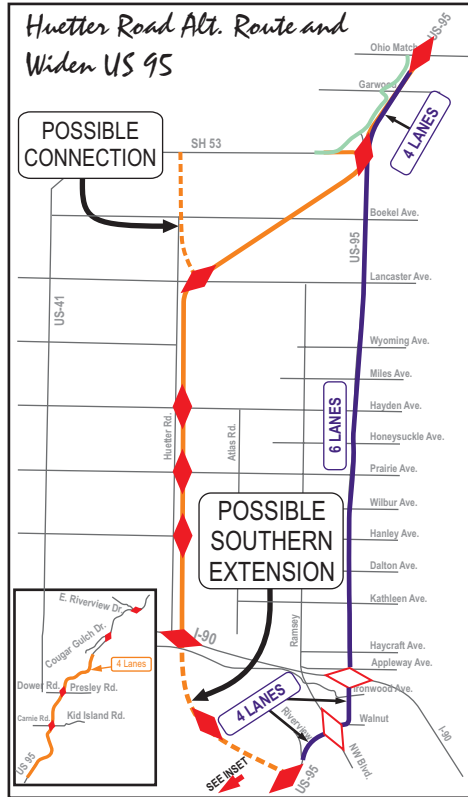 Huetter Road Alt. Route and
Widen US 95
US-95
Ohio Match
Garwood
4 LANES
POSSIBLE
CONNECTION
SH 53
Boekel Ave.
US-95
Lancaster Ave.
US-41
Wyoming Ave.
Miles Ave.
Hayden Ave.
6 LANES
Huetter Rd.
Atlas Rd.
Honeysuckle Ave.
Prairie Ave.
Wilbur Ave.
POSSIBLE
SOUTHERN
EXTENSION
Hanley Ave.
Dalton Ave.
Kathleen Ave.
E. Riverview Dr.
Cougar Gulch Dr.
4 Lanes
Dower Rd.
Presley Rd.
Carnie Rd.
Kid Island Rd.
US 95
I-90
Ramsey
Haycraft Ave.
Appleway Ave.
Ironwood Ave.
4 LANES
Riverview
Walnut
I-90
NW Blvd.
US-95
SEE INSET